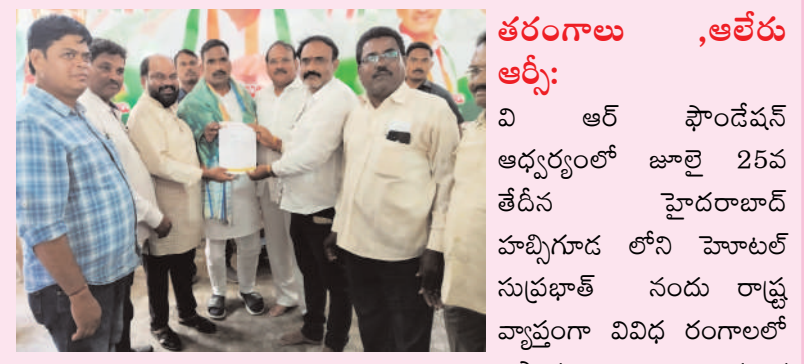 తరంగాలు ,ఆలేరు
ఆర్సీ:
వి ఆర్ ఫౌండేషన్
ఆధ్వర్యంలో జూలై 25వ
తేదీన హైదరాబాద్
హబ్సిగూడ లోని హెూటల్
సుప్రభాత్ నందు రాష్ట్ర
వ్యాప్తంగా వివిధ రంగాలలో